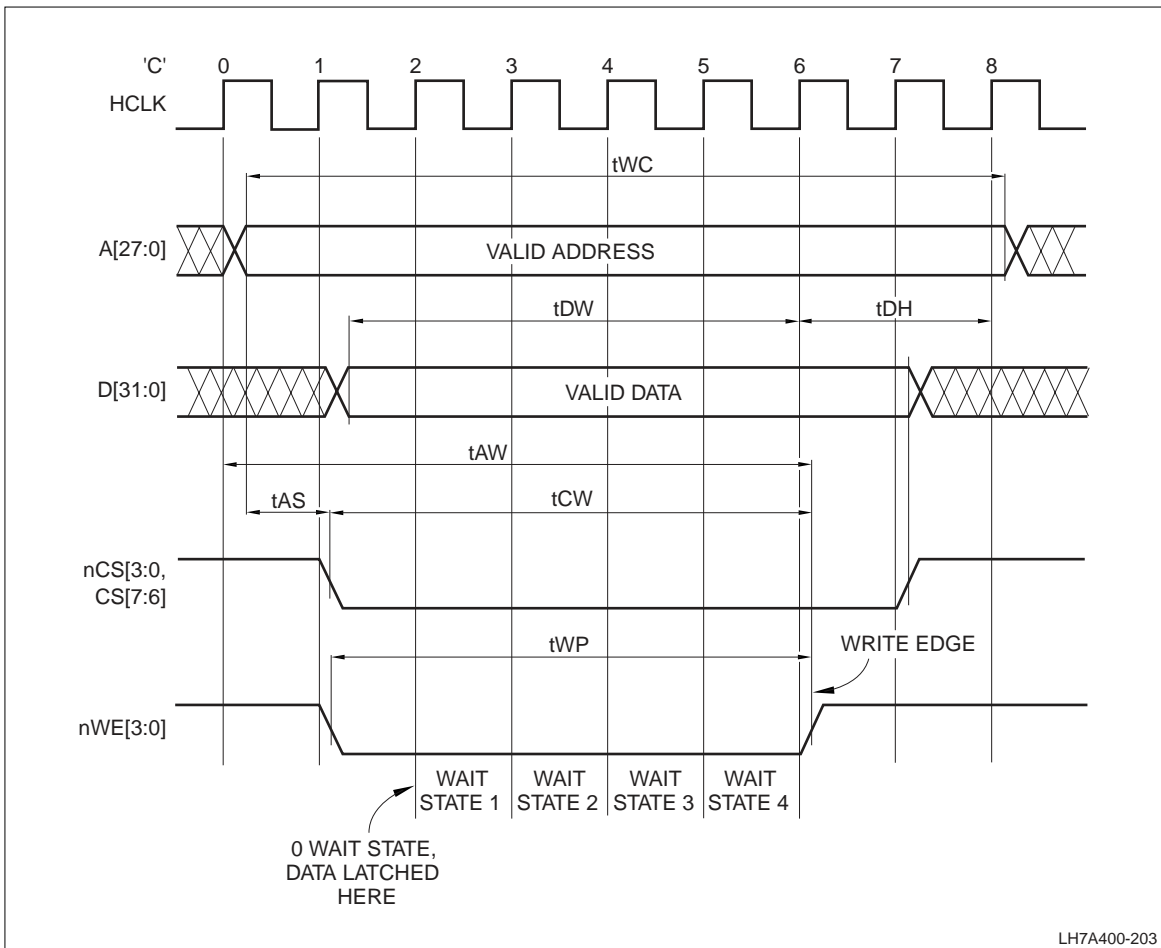 'C' 0 1 2 3 4 5 6 7 8
HCLK
tWC
A[27:0] VALID ADDRESS
tDW tDH
D[31:0] VALID DATA
tAW
tAS tCW
nCS[3:0,
CS[7:6]
tWP WRITE EDGE
nWE[3:0]
WAIT WAIT WAIT WAIT
STATE 1 STATE 2 STATE 3 STATE 4
0 WAIT STATE,
DATA LATCHED
HERE
LH7A400-203